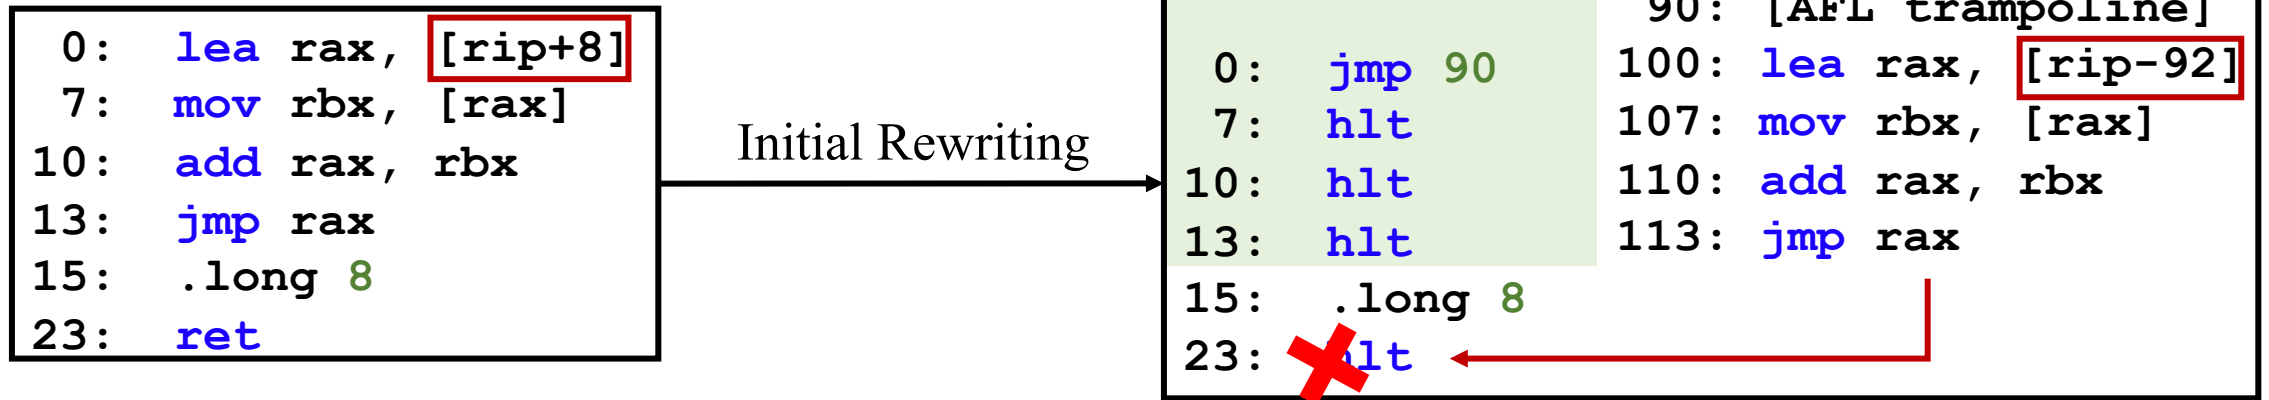 0: lea rax, [rip+8]
7: mov rbx, [rax]
10: add rax, rbx
13: jmp rax
15: .long 8
23: ret
Initial Rewriting
0: jmp 90
7: hlt
10: hlt
13: hlt
15: .long 8
23: hlt
90: [AFL trampoline]
100: lea rax, [rip-92]
107: mov rbx, [rax]
110: add rax, rbx
113: jmp rax